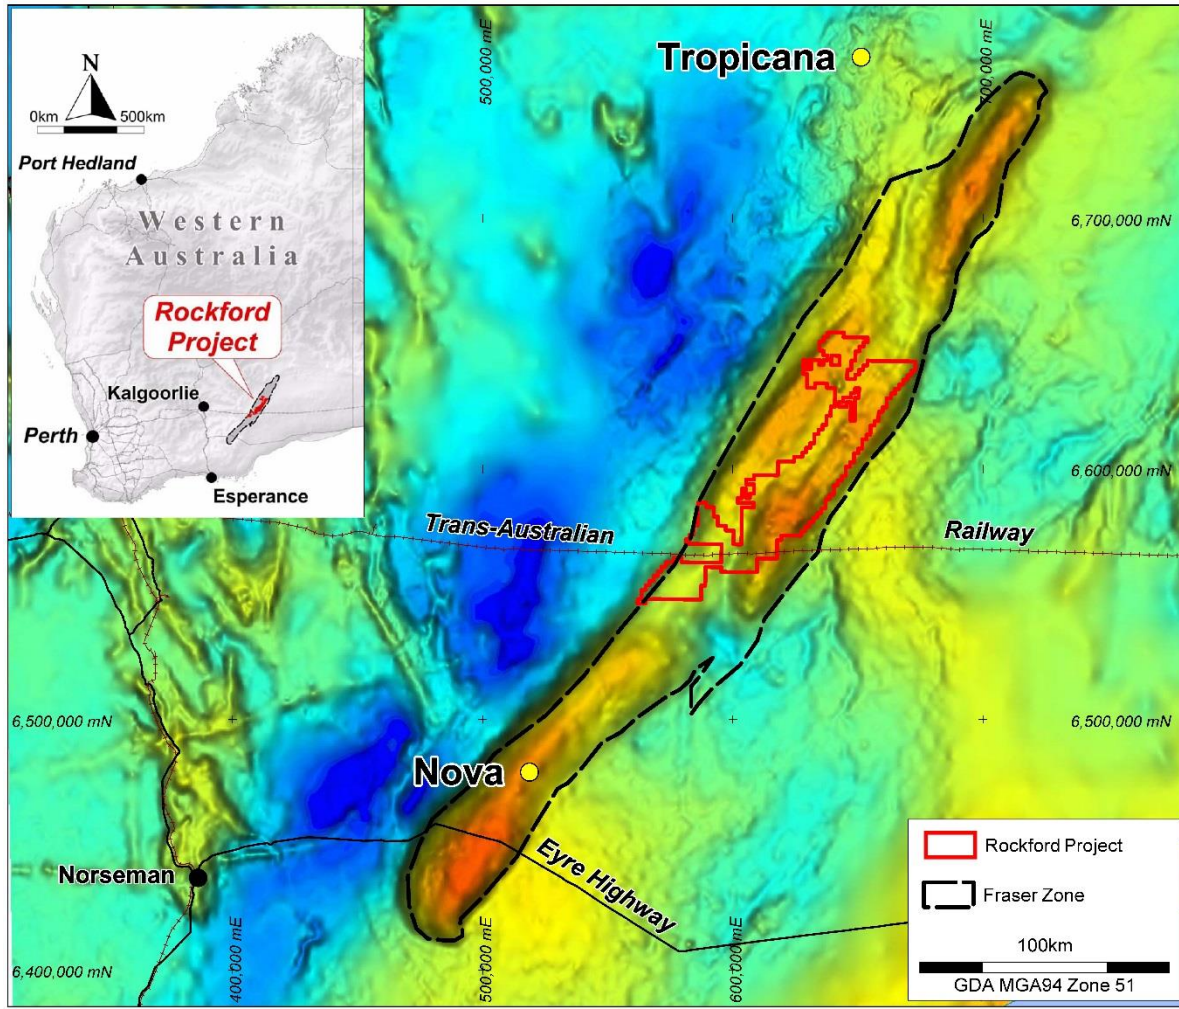 N
0km 500km
Port Hedland
Western
Australia
Rockford
Project
Kalgoorlie
Perth
Esperance
500,000 mE
Tropicana
700,000 mE
6,700,000 mN
6,600,000 mN
Trans-Australian
Railway
6,500,000 mN
6,500,000 mN
Nova
Norseman
Eyre Highway
400,000 mE
500,000 mE
600,000 mE
6,400,000 mN
Rockford Project
Fraser Zone
100km
GDA MGA94 Zone 51